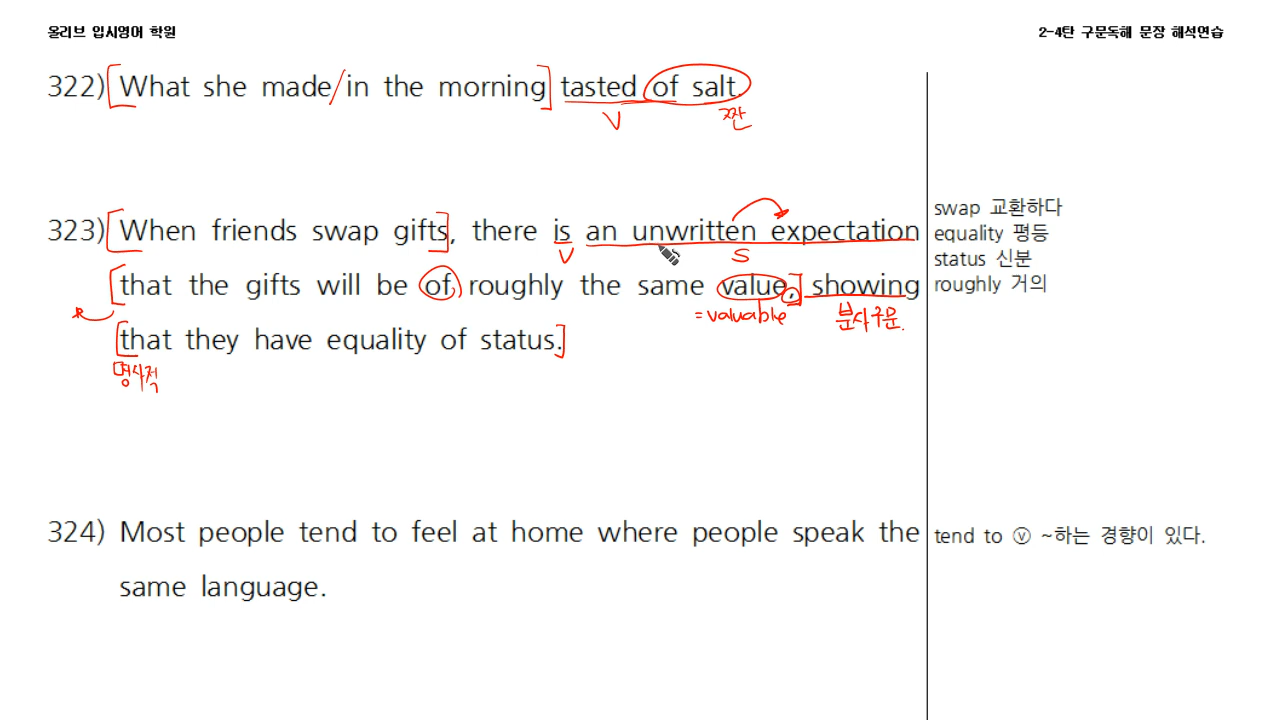 올리브 입시영어 학원
2-4탄 구문독해 문장 해석연습
322) What she made in the morning tasted of salt.
V
짠
323) When friends swap gifts, there is an unwritten expectation
V
S
that the gifts will be of roughly the same value, showing
=valuable
분사구문.
that they have equality of status.
명사적
swap 교환하다
equality 평등
status 신분
roughly 거의
324) Most people tend to feel at home where people speak the
same language.
tend to ⓥ ~하는 경향이 있다.